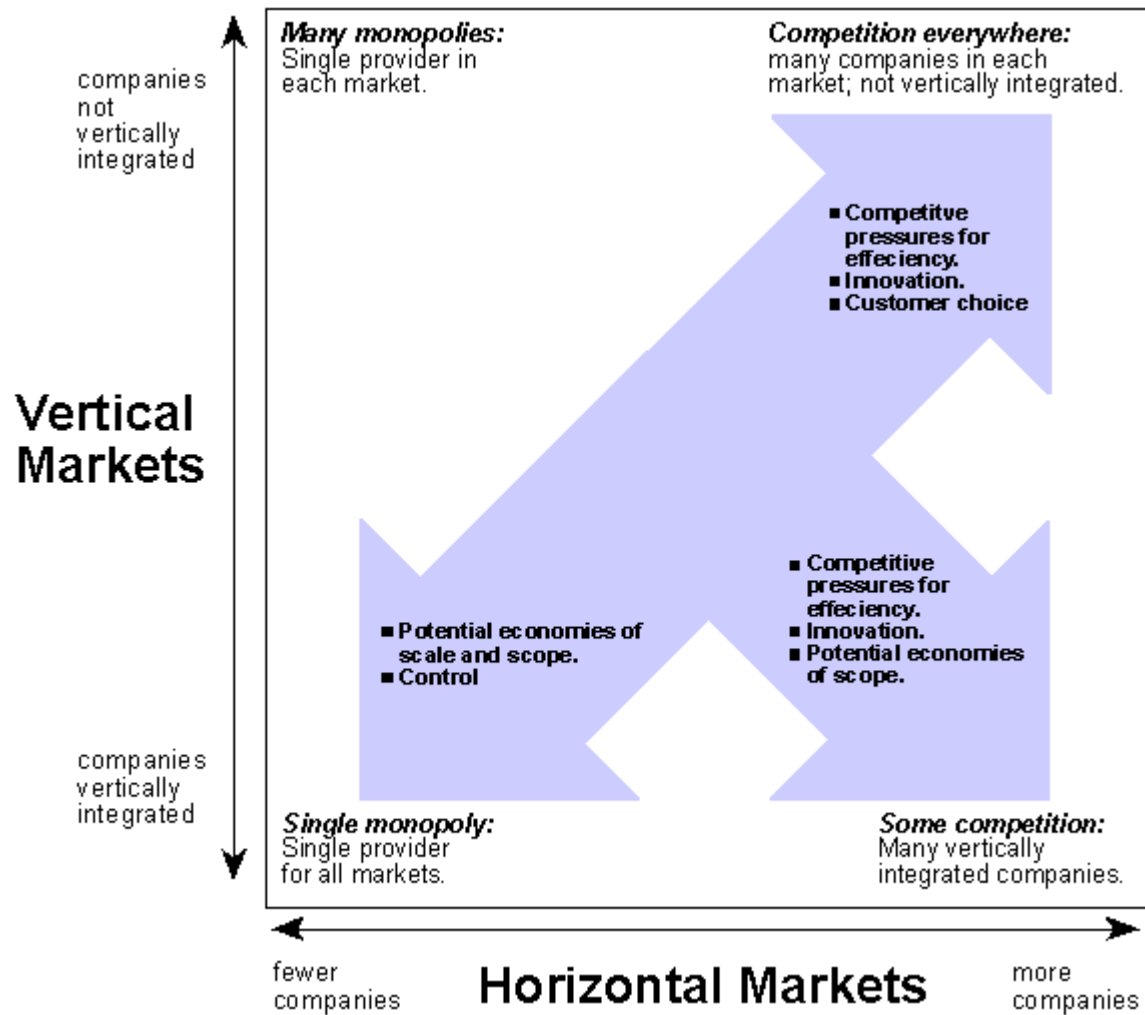 Many monopolies:
Single provider in
each market.
Competition everywhere:
many companies in each
market; not vertically integrated.
companies
not
vertically
integrated
■ Competitve
pressures for
effeciency.
■ Innovation.
■ Customer choice
Vertical
Markets
■ Competitive
pressures for
effeciency.
■ Innovation.
■ Potential economies
of scope.
■ Potential economies of
scale and scope.
■ Control
companies
vertically
integrated
Single monopoly:
Single provider
for all markets.
Some competition:
Many vertically
integrated companies.
fewer
companies
Horizontal Markets
more
companies